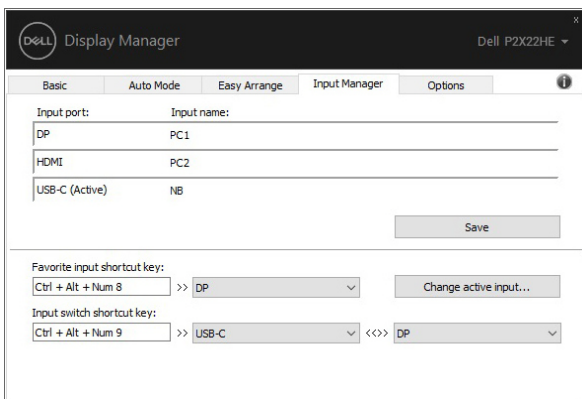 DELL Display Manager Dell P2X22HE
x
Basic Auto Mode Easy Arrange Input Manager Options i
Input port: Input name:
DP PC1
HDMI PC2
USB-C (Active) NB
Save
Favorite input shortcut key:
Ctrl + Alt + Num 8 >> DP Change active input...
Input switch shortcut key:
Ctrl + Alt + Num 9 >> USB-C <<>> DP